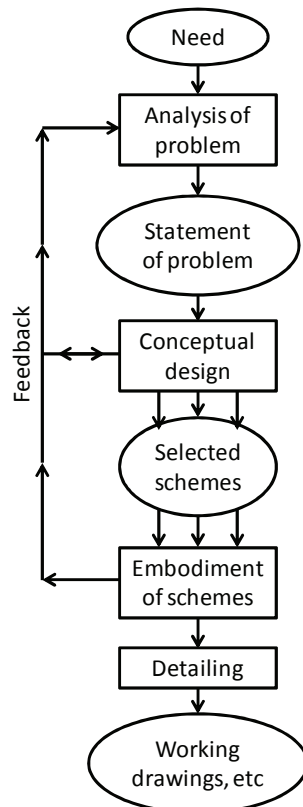 Need
Analysis of
problem
Statement
of problem
Feedback
Conceptual
design
Selected
schemes
Embodiment
of schemes
Detailing
Working
drawings, etc